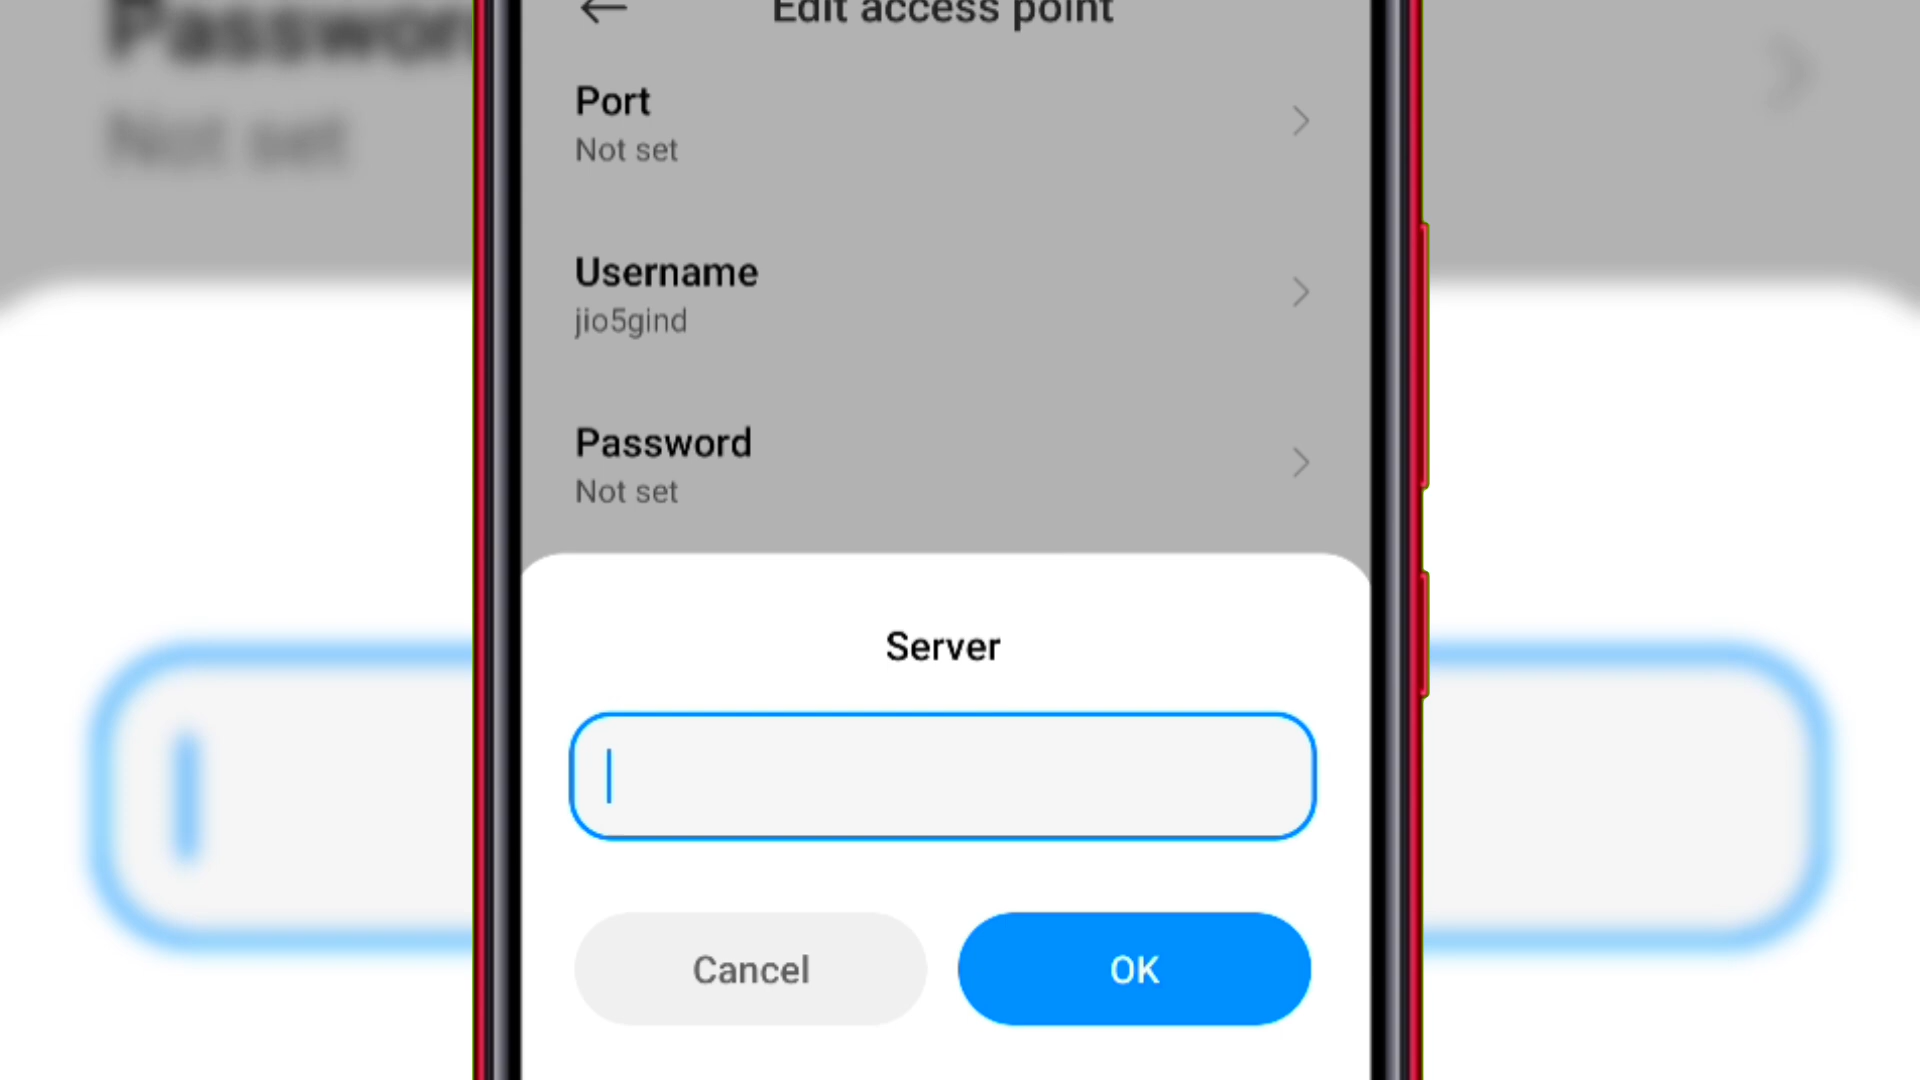 Edit access point
Password
Not set
Port
Not set
Username
jio5gind
Password
Not set
Server
Cancel
OK